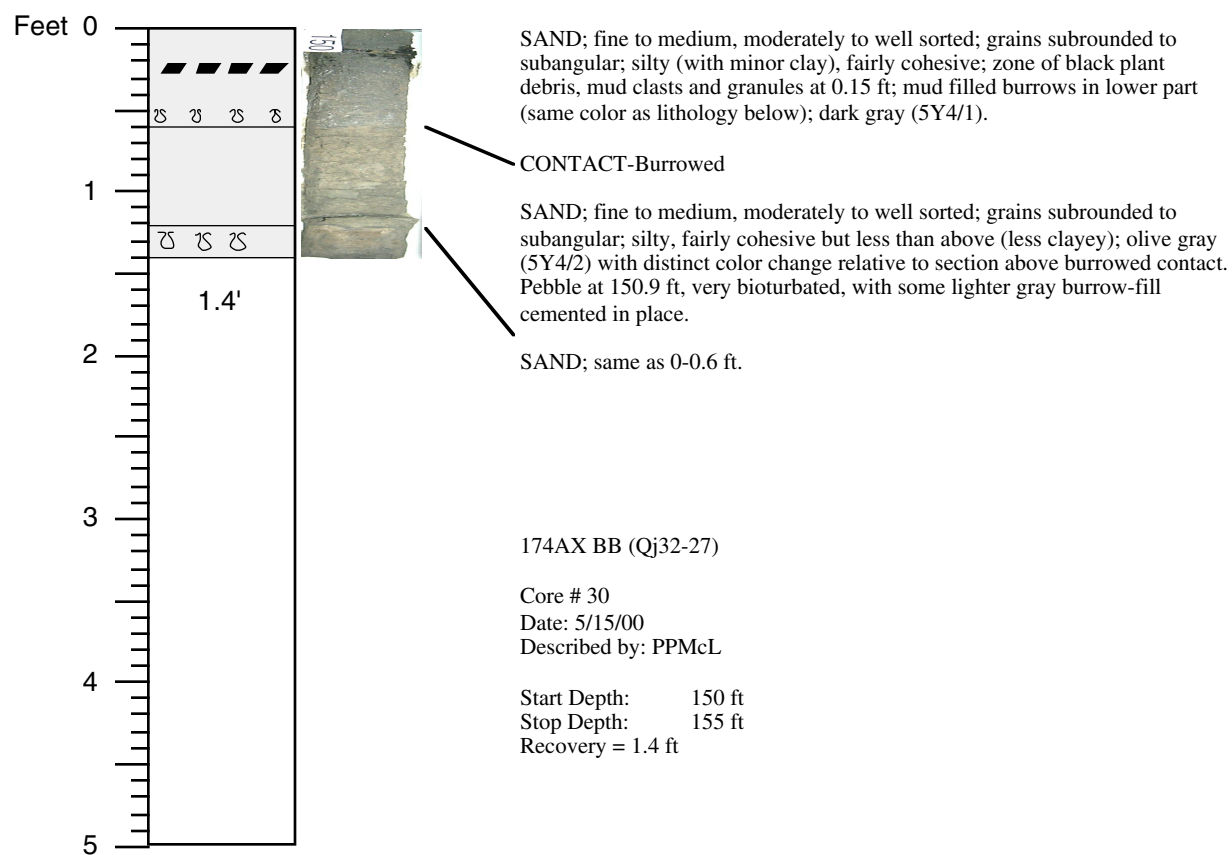 Feet 0
150
SAND; fine to medium, moderately to well sorted; grains subrounded to
subangular; silty (with minor clay), fairly cohesive; zone of black plant
debris, mud clasts and granules at 0.15 ft; mud filled burrows in lower part
(same color as lithology below); dark gray (5Y4/1).
CONTACT-Burrowed
1
SAND; fine to medium, moderately to well sorted; grains subrounded to
subangular; silty, fairly cohesive but less than above (less clayey); olive gray
(5Y4/2) with distinct color change relative to section above burrowed contact.
Pebble at 150.9 ft, very bioturbated, with some lighter gray burrow-fill
cemented in place.
1.4'
2
SAND; same as 0-0.6 ft.
3
174AX BB (Qj32-27)
Core # 30
Date: 5/15/00
Described by: PPMcL
4
Start Depth: 150 ft
Stop Depth: 155 ft
Recovery = 1.4 ft
5